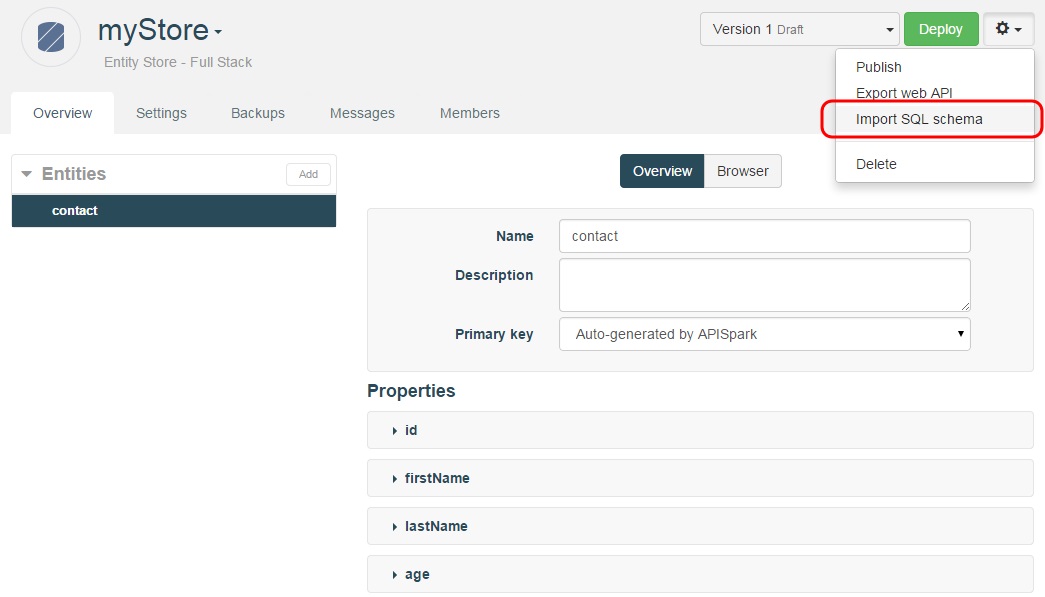 myStore
Entity Store - Full Stack
Version 1 Draft
Deploy
Publish
Export web API
Import SQL schema
Delete
Overview
Settings
Backups
Messages
Members
Entities
Add
contact
Overview
Browser
Name
contact
Description
Primary key
Auto-generated by APISpark
Properties
id
firstName
lastName
age